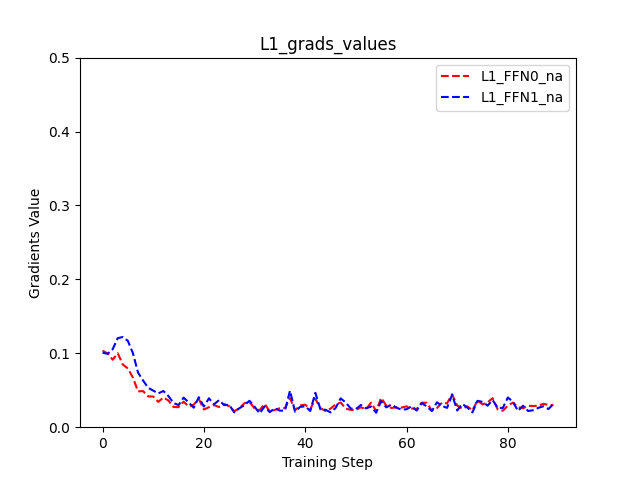 L1_grads_values
L1_FFN0_na
L1_FFN1_na
Gradients Value
0.5
0.4
0.3
0.2
0.1
0.0
0 20 40 60 80
Training Step